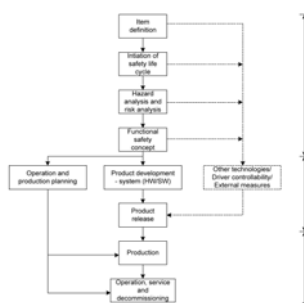 Item
definition
Initiation of
safety life
cycle
Hazard
analysis and
risk analysis
Functional
safety
concept
Operation and
production planning
Product development
- system (HW/SW)
Other technologies/
Driver controllability/
External measures
Product
release
Production
Operation, service
and
decommissioning